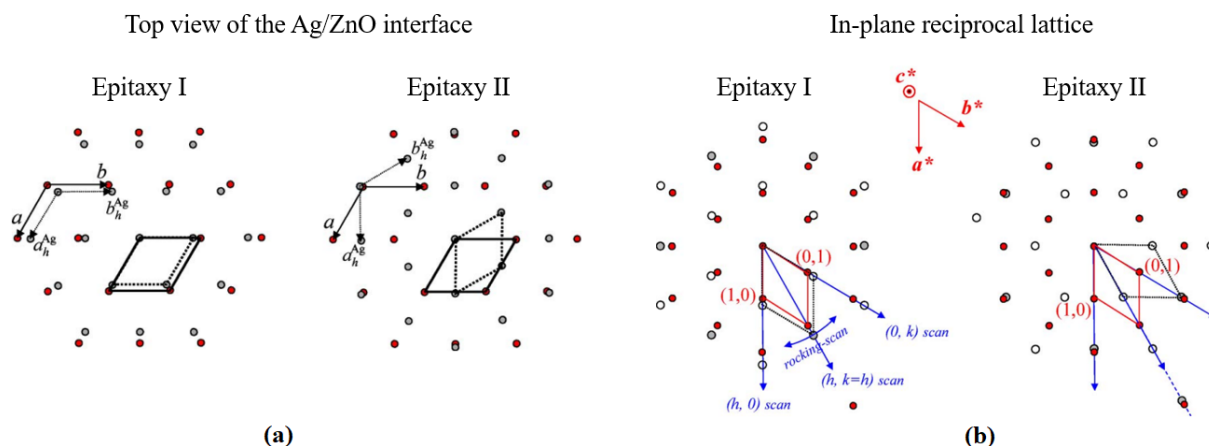 Top view of the Ag/ZnO interface
In-plane reciprocal lattice
Epitaxy I
Epitaxy II
Epitaxy I
Epitaxy II
c*
b*
a*
b
b_h^Ag
a
a_h^Ag
b_h^Ag
b
a
a_h^Ag
(0,1)
(1,0)
rocking-scan
(0, k) scan
(h, k=h) scan
(h, 0) scan
(0,1)
(1,0)
(a)
(b)